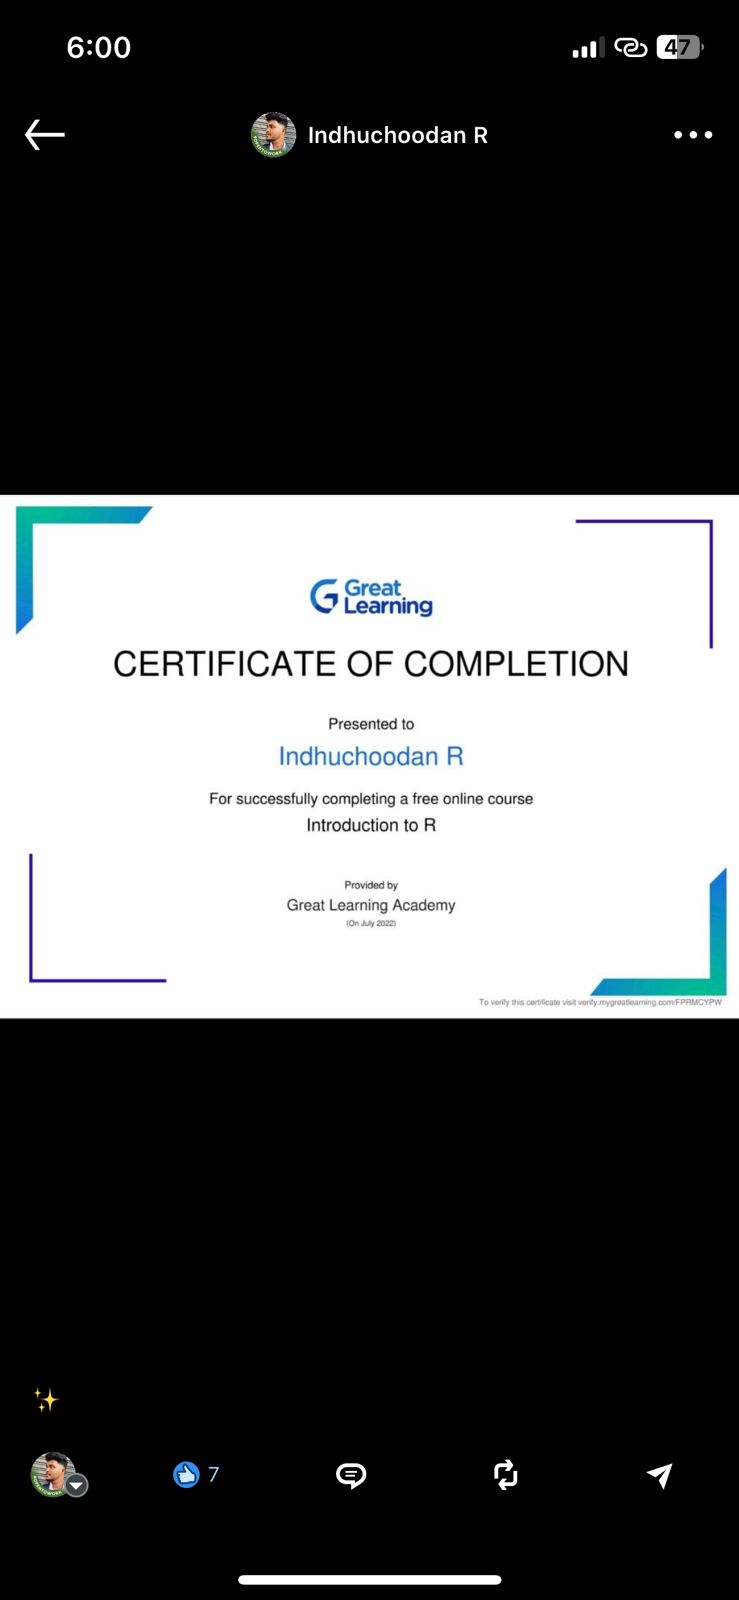 6:00
47
Indhuchoodan R
Great
Learning
CERTIFICATE OF COMPLETION
Presented to
Indhuchoodan R
For successfully completing a free online course
Introduction to R
Provided by
Great Learning Academy
(On July 2022)
To verify this certificate visit verify.mygreatlearning.com/FPRMCYPW
7